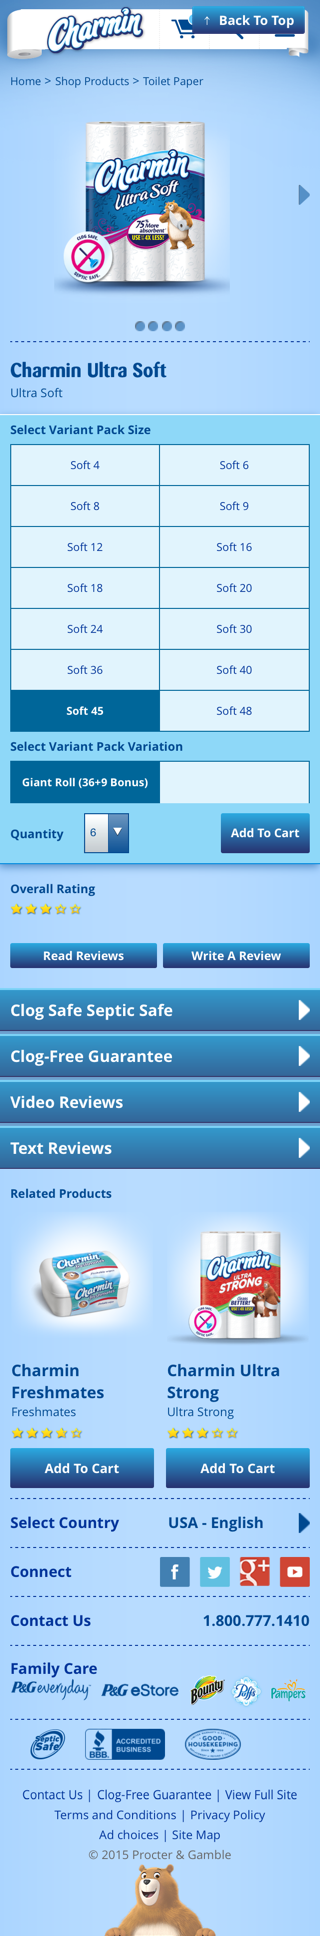 Charmin
↑ Back To Top
Home > Shop Products > Toilet Paper
Charmin
Ultra Soft
75% More
absorbent
USE UP TO 4X LESS!
CLOG SAFE
SEPTIC SAFE
Charmin Ultra Soft
Ultra Soft
Select Variant Pack Size
Soft 4
Soft 6
Soft 8
Soft 9
Soft 12
Soft 16
Soft 18
Soft 20
Soft 24
Soft 30
Soft 36
Soft 40
Soft 45
Soft 48
Select Variant Pack Variation
Giant Roll (36+9 Bonus)
Quantity
6
Add To Cart
Overall Rating
Read Reviews
Write A Review
Clog Safe Septic Safe
Clog-Free Guarantee
Video Reviews
Text Reviews
Related Products
Charmin
Charmin
Charmin
ULTRA
STRONG
Charmin
Freshmates
Freshmates
Charmin Ultra
Strong
Ultra Strong
Add To Cart
Add To Cart
Select Country
USA - English
Connect
f
g+
Contact Us
1.800.777.1410
Family Care
P&G everyday
P&G eStore
Bounty
Puffs
Pampers
Septic
Safe
BBB
ACCREDITED
BUSINESS
GOOD
HOUSEKEEPING
Contact Us | Clog-Free Guarantee | View Full Site
Terms and Conditions | Privacy Policy
Ad choices | Site Map
© 2015 Procter & Gamble